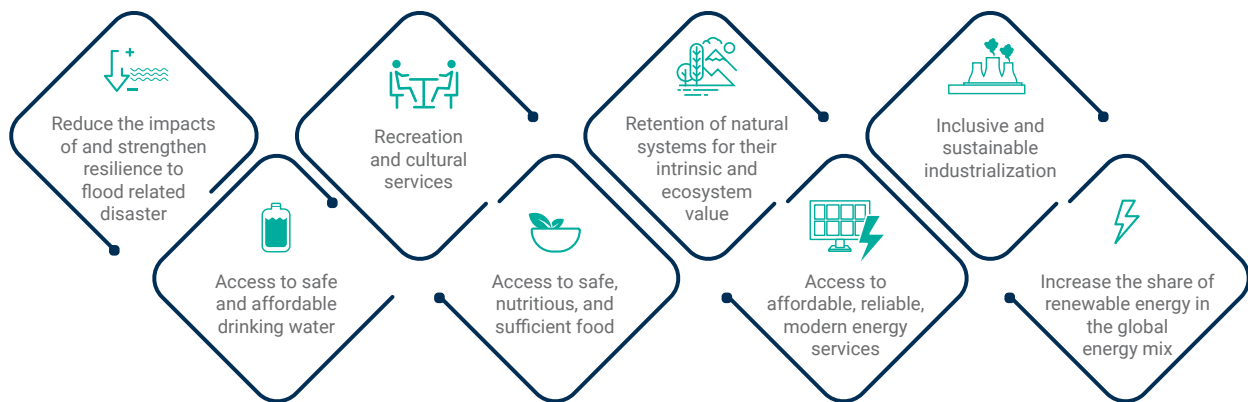 Reduce the impacts
of and strengthen
resilience to
flood related
disaster
Access to safe
and affordable
drinking water
Recreation
and cultural
services
Access to safe,
nutritious, and
sufficient food
Retention of natural
systems for their
intrinsic and
ecosystem
value
Access to
affordable, reliable,
modern energy
services
Inclusive and
sustainable
industrialization
Increase the share of
renewable energy in
the global
energy mix